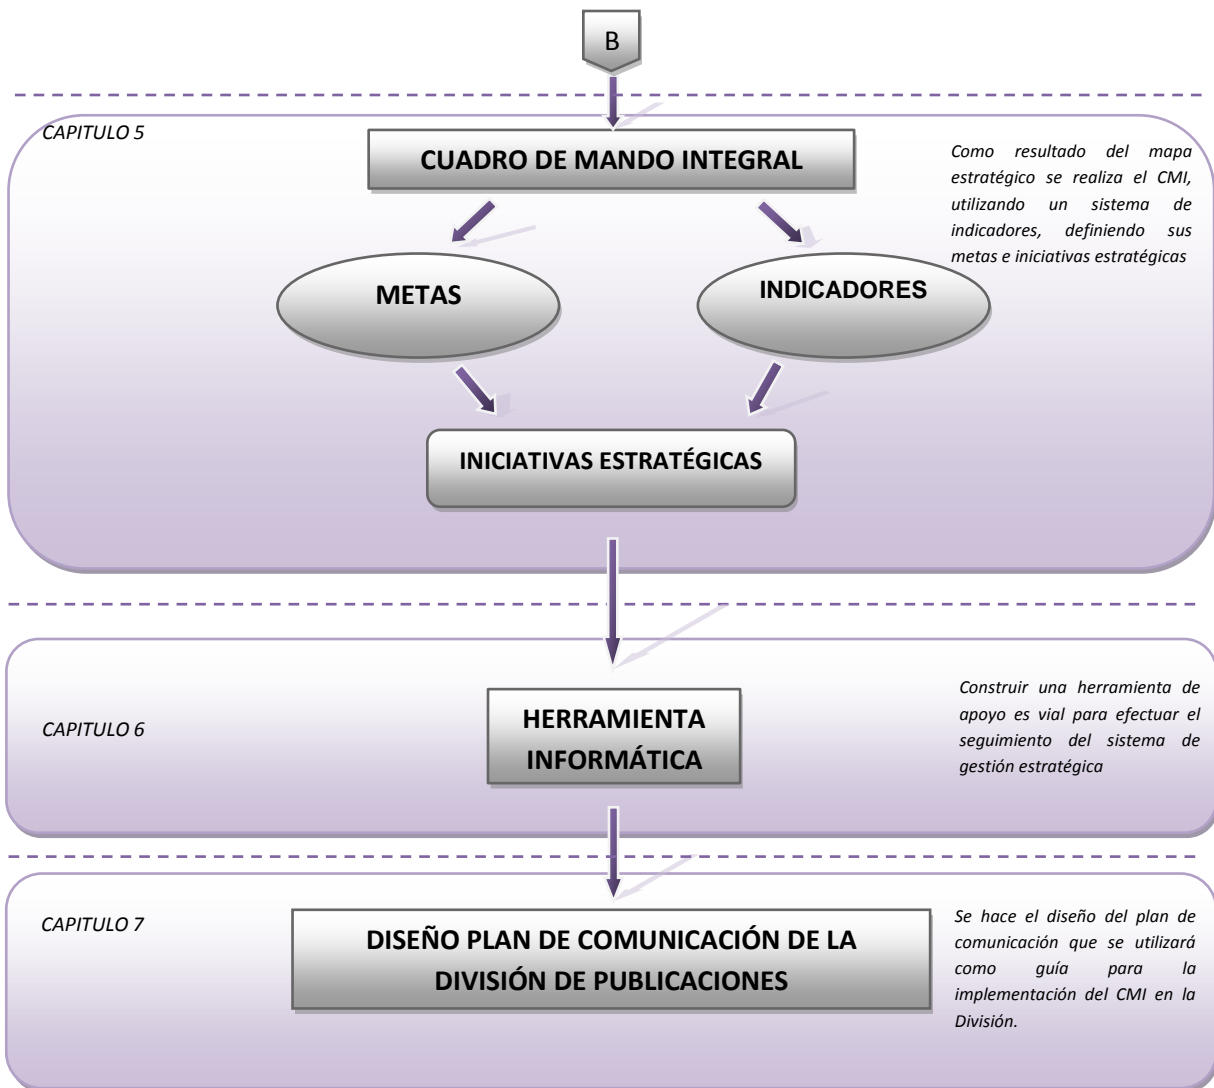 B
CAPITULO 5
CUADRO DE MANDO INTEGRAL
Como resultado del mapa
estratégico se realiza el CMI,
utilizando un sistema de
indicadores, definiendo sus
metas e iniciativas estratégicas
METAS
INDICADORES
INICIATIVAS ESTRATÉGICAS
CAPITULO 6
HERRAMIENTA
INFORMÁTICA
Construir una herramienta de
apoyo es vial para efectuar el
seguimiento del sistema de
gestión estratégica
CAPITULO 7
DISEÑO PLAN DE COMUNICACIÓN DE LA
DIVISIÓN DE PUBLICACIONES
Se hace el diseño del plan de
comunicación que se utilizará
como guía para la
implementación del CMI en la
División.